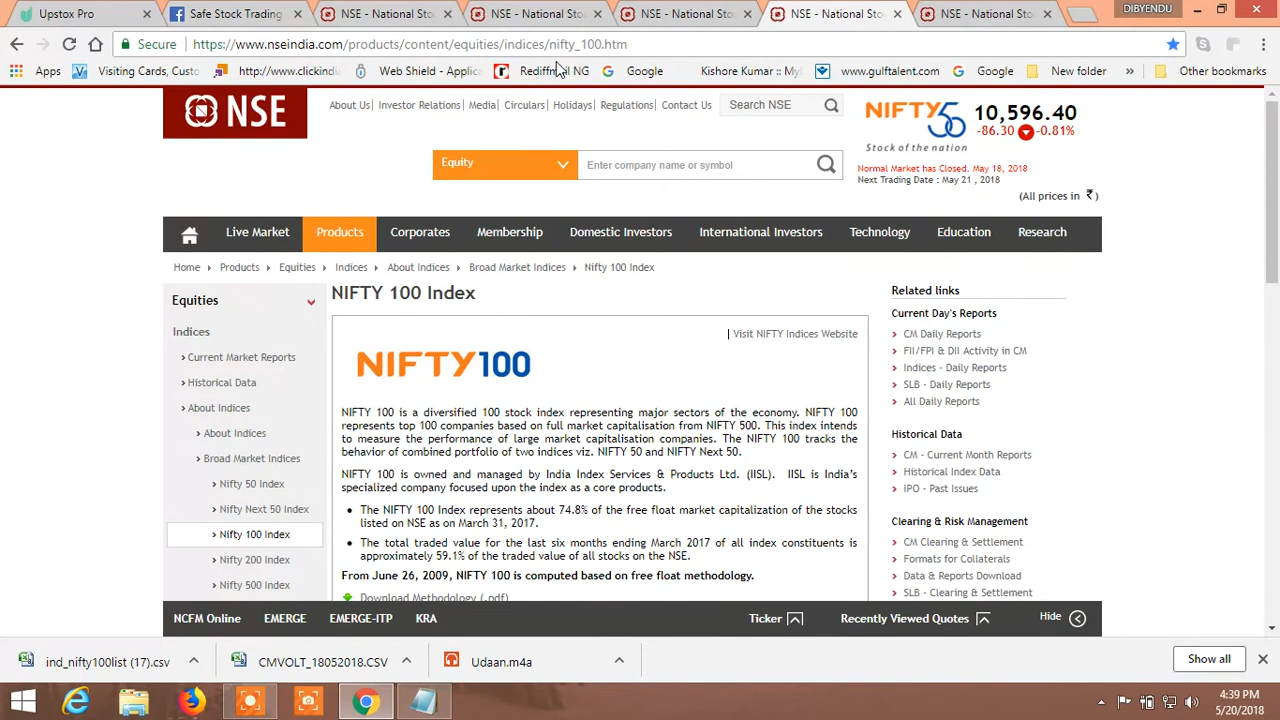 Upstox Pro
Safe Stock Trading
NSE - National Sto
NSE - National Sto
NSE - National Sto
NSE - National Sto
NSE - National Sto
DIBYENDU
Secure
https://www.nseindia.com/products/content/equities/indices/nifty_100.htm
Apps
Visiting Cards, Custo
http://www.clickindi
Web Shield - Applica
Rediffmail NG
Google
Kishore Kumar :: My
www.gulftalent.com
Google
New folder
»
Other bookmarks
NSE
About Us| Investor Relations| Media| Circulars| Holidays| Regulations| Contact Us
Search NSE
NIFTY 50
Stock of the nation
10,596.40
-86.30 -0.81%
Equity
Enter company name or symbol
Normal Market has Closed. May 18, 2018
Next Trading Date : May 21 , 2018
(All prices in ₹)
Live Market
Products
Corporates
Membership
Domestic Investors
International Investors
Technology
Education
Research
Home
Products
Equities
Indices
About Indices
Broad Market Indices
Nifty 100 Index
Equities
Indices
Current Market Reports
Historical Data
About Indices
About Indices
Broad Market Indices
Nifty 50 Index
Nifty Next 50 Index
Nifty 100 Index
Nifty 200 Index
Nifty 500 Index
NIFTY 100 Index
| Visit NIFTY Indices Website
NIFTY100
NIFTY 100 is a diversified 100 stock index representing major sectors of the economy. NIFTY 100
represents top 100 companies based on full market capitalisation from NIFTY 500. This index intends
to measure the performance of large market capitalisation companies. The NIFTY 100 tracks the
behavior of combined portfolio of two indices viz. NIFTY 50 and NIFTY Next 50.
NIFTY 100 is owned and managed by India Index Services & Products Ltd. (IISL). IISL is India's
specialized company focused upon the index as a core products.
• The NIFTY 100 Index represents about 74.8% of the free float market capitalization of the stocks
listed on NSE as on March 31, 2017.
• The total traded value for the last six months ending March 2017 of all index constituents is
approximately 59.1% of the traded value of all stocks on the NSE.
From June 26, 2009, NIFTY 100 is computed based on free float methodology.
Download Methodology (.pdf)
Related links
Current Day's Reports
CM Daily Reports
FII/FPI & DII Activity in CM
Indices - Daily Reports
SLB - Daily Reports
All Daily Reports
Historical Data
CM - Current Month Reports
Historical Index Data
IPO - Past Issues
Clearing & Risk Management
CM Clearing & Settlement
Formats for Collaterals
Data & Reports Download
SLB - Clearing & Settlement
NCFM Online
EMERGE
EMERGE-ITP
KRA
Ticker
Recently Viewed Quotes
Hide
ind_nifty100list (17).csv
CMVOLT_18052018.CSV
Udaan.m4a
Show all
4:39 PM
5/20/2018